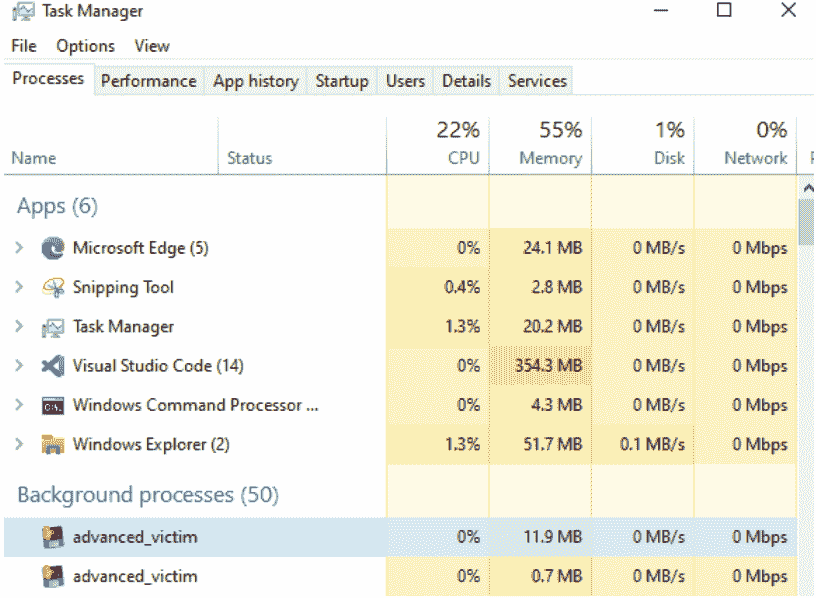 Task Manager
File Options View
Processes Performance App history Startup Users Details Services
22% 55% 1% 0%
Name Status CPU Memory Disk Network
Apps (6)
Microsoft Edge (5) 0% 24.1 MB 0 MB/s 0 Mbps
Snipping Tool 0.4% 2.8 MB 0 MB/s 0 Mbps
Task Manager 1.3% 20.2 MB 0 MB/s 0 Mbps
Visual Studio Code (14) 0% 354.3 MB 0 MB/s 0 Mbps
Windows Command Processor ... 0% 4.3 MB 0 MB/s 0 Mbps
Windows Explorer (2) 1.3% 51.7 MB 0.1 MB/s 0 Mbps
Background processes (50)
advanced_victim 0% 11.9 MB 0 MB/s 0 Mbps
advanced_victim 0% 0.7 MB 0 MB/s 0 Mbps